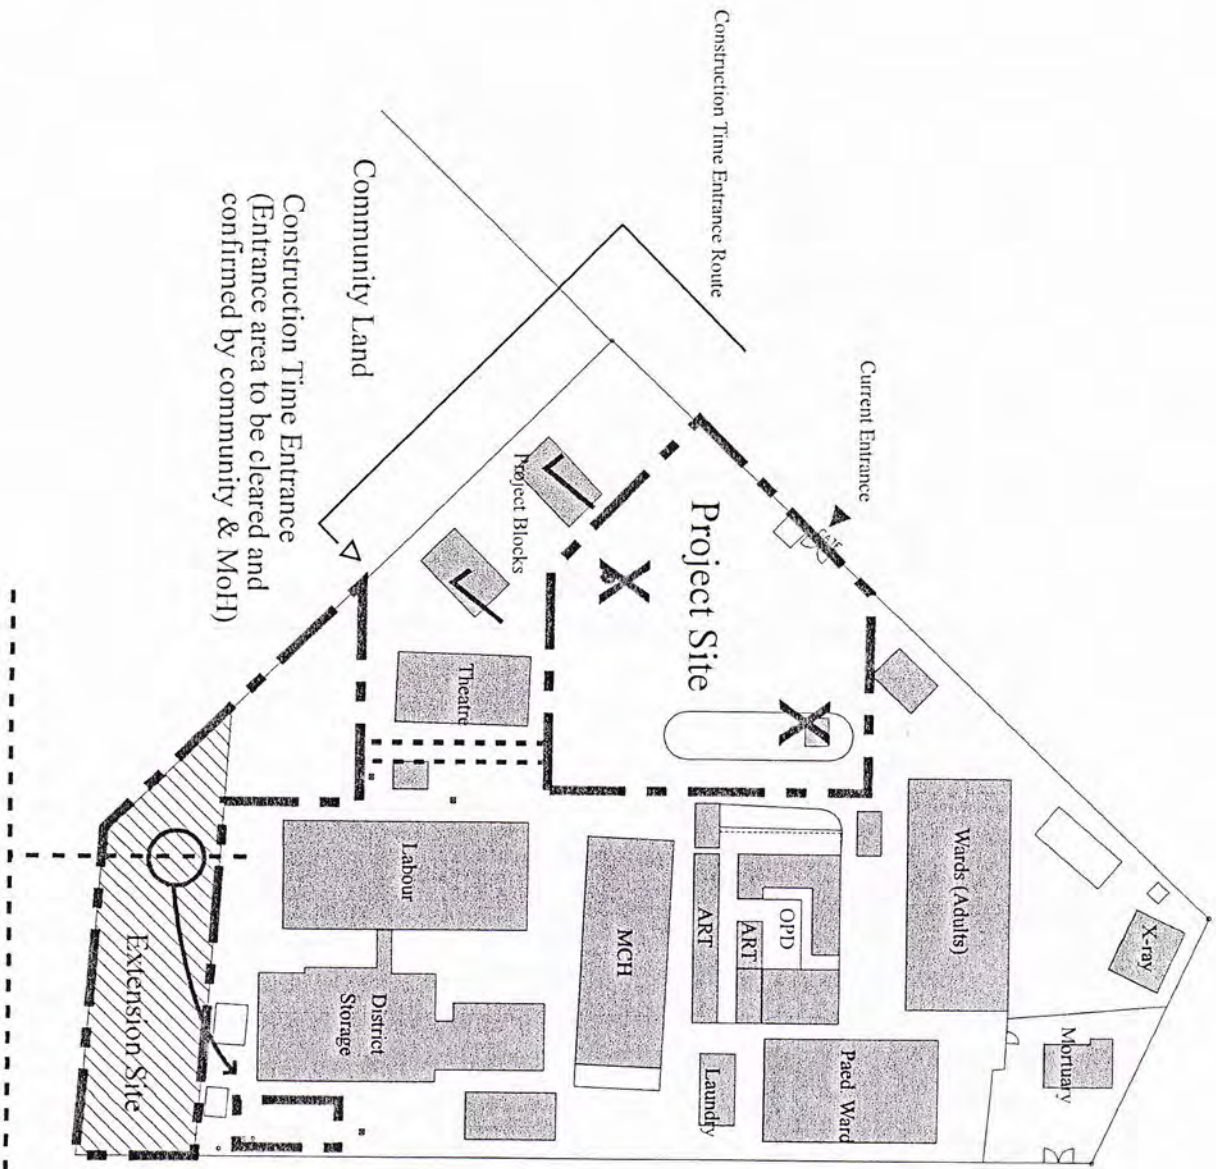 Construction Time Entrance Route
Current Entrance
GATE
Community Land
Construction Time Entrance
(Entrance area to be cleared and
confirmed by community & MoH)
Project Blocks
Project Site
Theatre
Labour
District
Storage
MCH
ART
ART
OPD
Wards (Adults)
X-ray
Mortuary
Paed. Ward
Laundry
Extension Site